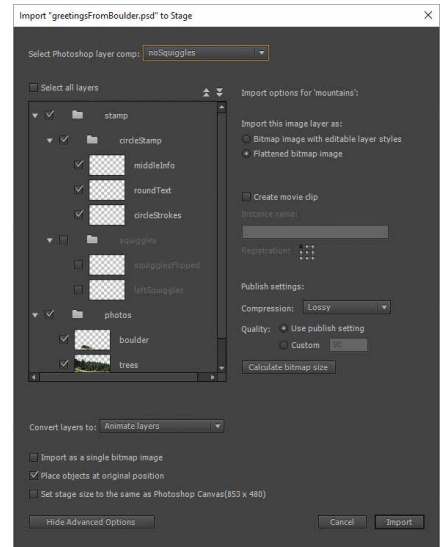 Import "greetingsFromBoulder.psd" to Stage
Select Photoshop layer comp: noSquiggles
Select all layers
stamp
circleStamp
middleInfo
roundText
circleStrokes
squiggles
squigglesFlipped
leftSquiggles
photos
boulder
trees
Import options for 'mountains':
Import this image layer as:
Bitmap image with editable layer styles
Flattened bitmap image
Create movie clip
Instance name:
Registration:
Publish settings:
Compression: Lossy
Quality: Use publish setting
Custom 90
Calculate bitmap size
Convert layers to: Animate layers
Import as a single bitmap image
Place objects at original position
Set stage size to the same as Photoshop Canvas(853 x 480)
Hide Advanced Options
Cancel
Import